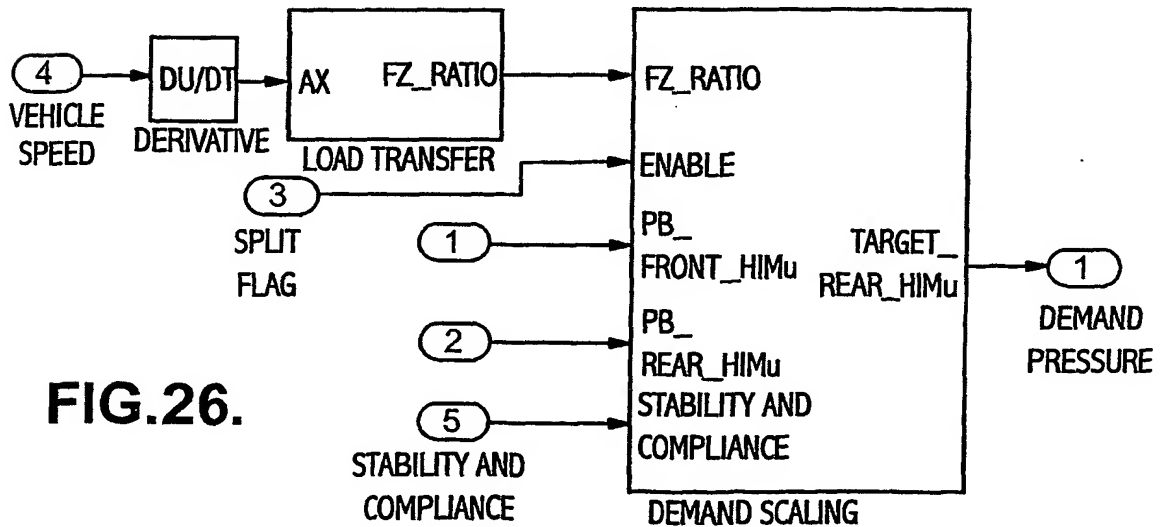 4
VEHICLE
SPEED
DU/DT
DERIVATIVE
AX
FZ_RATIO
LOAD TRANSFER
3
SPLIT
FLAG
1
2
5
STABILITY AND
COMPLIANCE
FZ_RATIO
ENABLE
PB_
FRONT_HIMu
PB_
REAR_HIMu
STABILITY AND
COMPLIANCE
TARGET_
REAR_HIMu
DEMAND SCALING
1
DEMAND
PRESSURE
FIG.26.